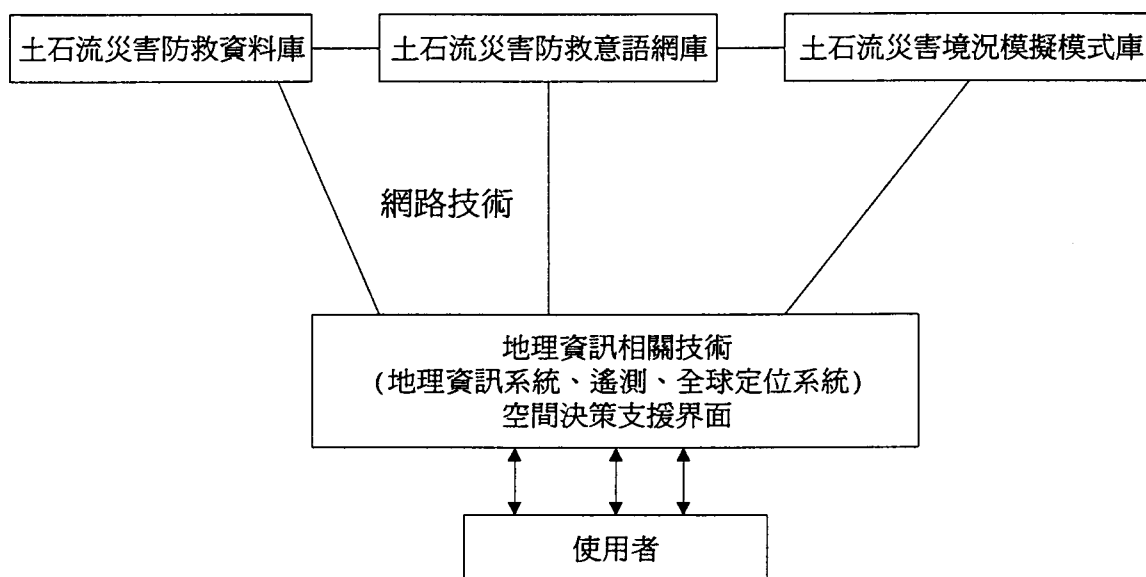 土石流災害防救資料庫
土石流災害防救意語網庫
土石流災害境況模擬模式庫
網路技術
地理資訊相關技術
(地理資訊系統、遙測、全球定位系統)
空間決策支援界面
使用者